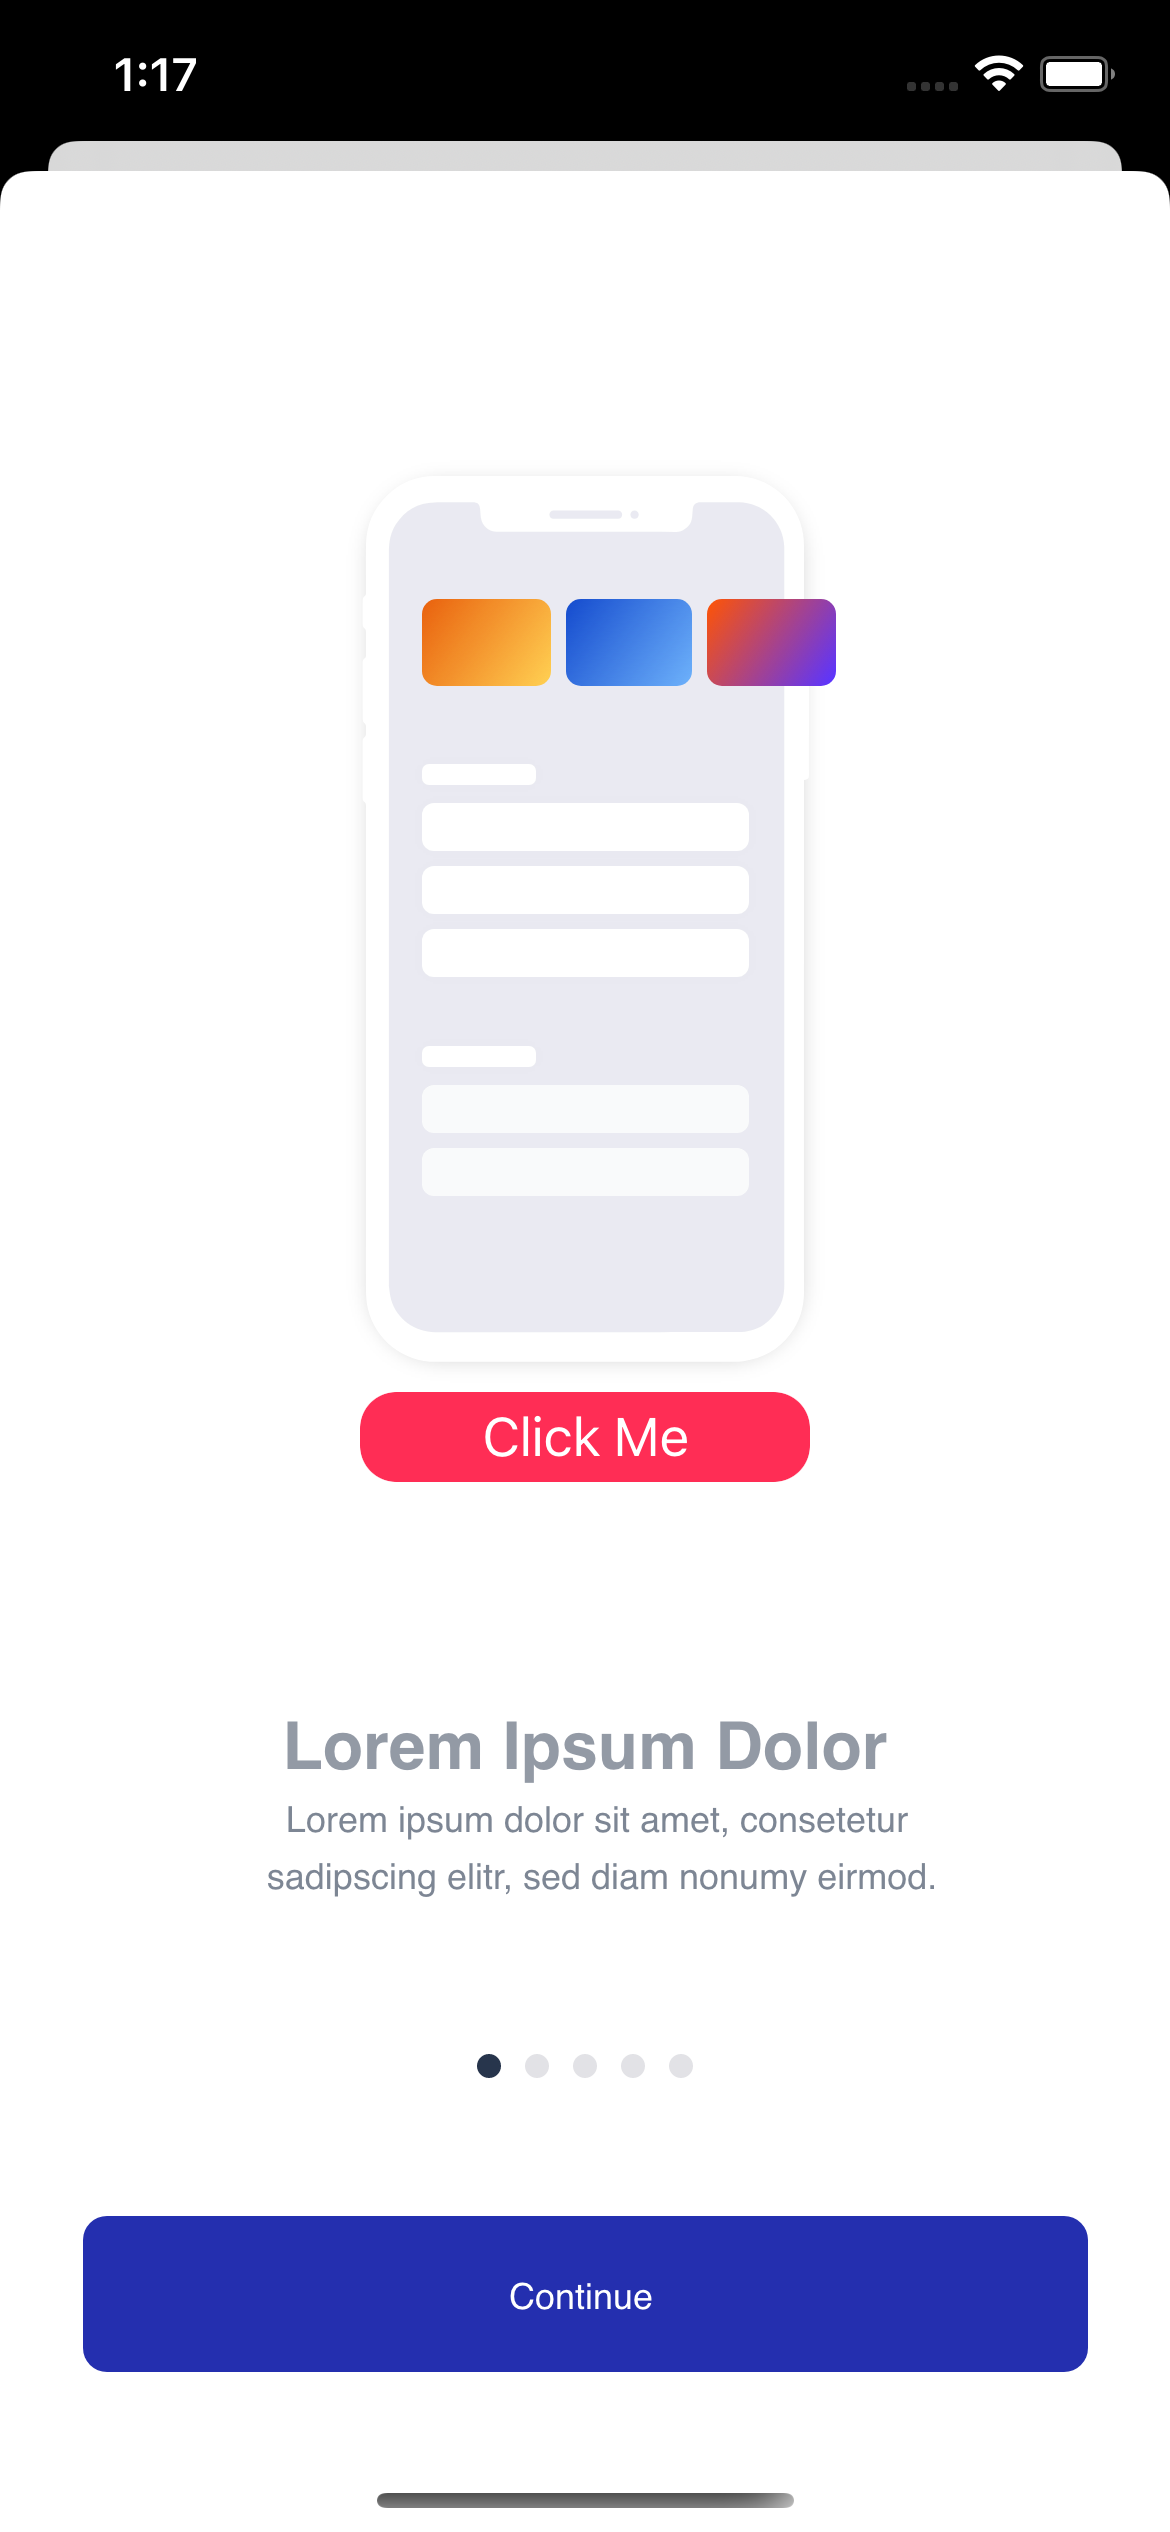 1:17
Click Me
Lorem Ipsum Dolor
Lorem ipsum dolor sit amet, consetetur
sadipscing elitr, sed diam nonumy eirmod.
Continue